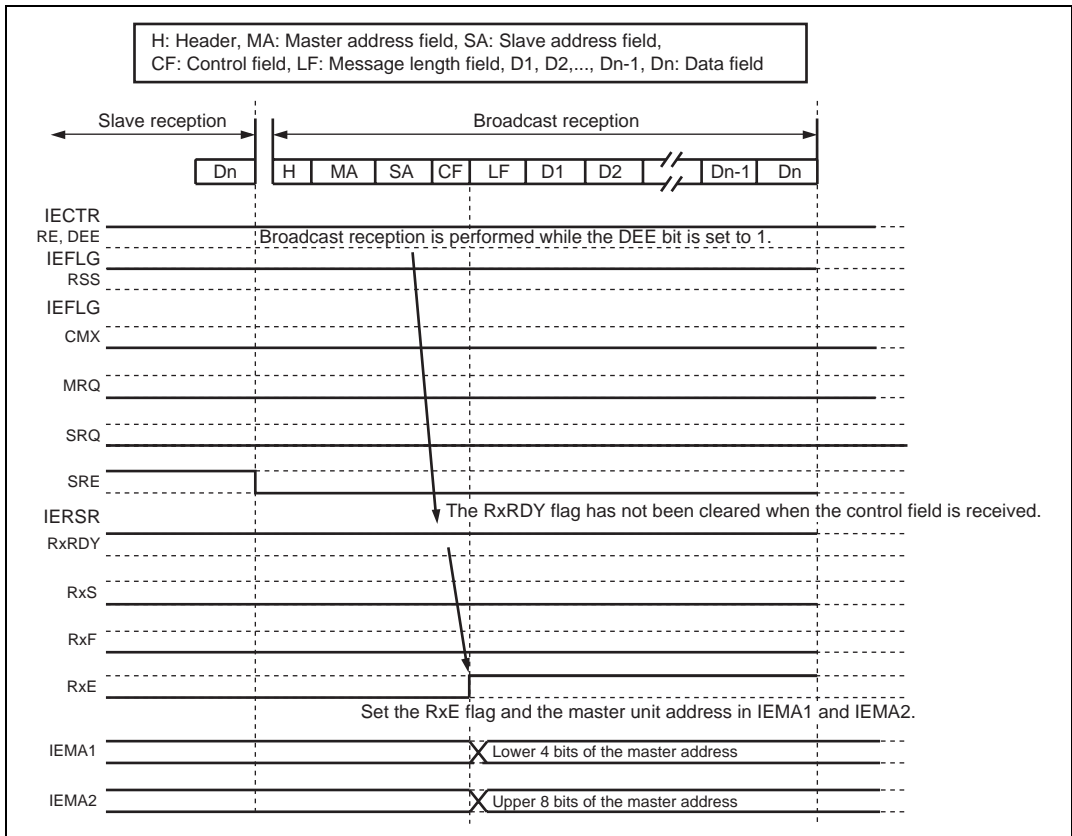 H: Header, MA: Master address field, SA: Slave address field,
CF: Control field, LF: Message length field, D1, D2,..., Dn-1, Dn: Data field
Slave reception
Broadcast reception
Dn H MA SA CF LF D1 D2 Dn-1 Dn
IECTR
RE, DEE
Broadcast reception is performed while the DEE bit is set to 1.
IEFLG
RSS
IEFLG
CMX
MRQ
SRQ
SRE
The RxRDY flag has not been cleared when the control field is received.
IERSR
RxRDY
RxS
RxF
RxE
Set the RxE flag and the master unit address in IEMA1 and IEMA2.
IEMA1
Lower 4 bits of the master address
IEMA2
Upper 8 bits of the master address